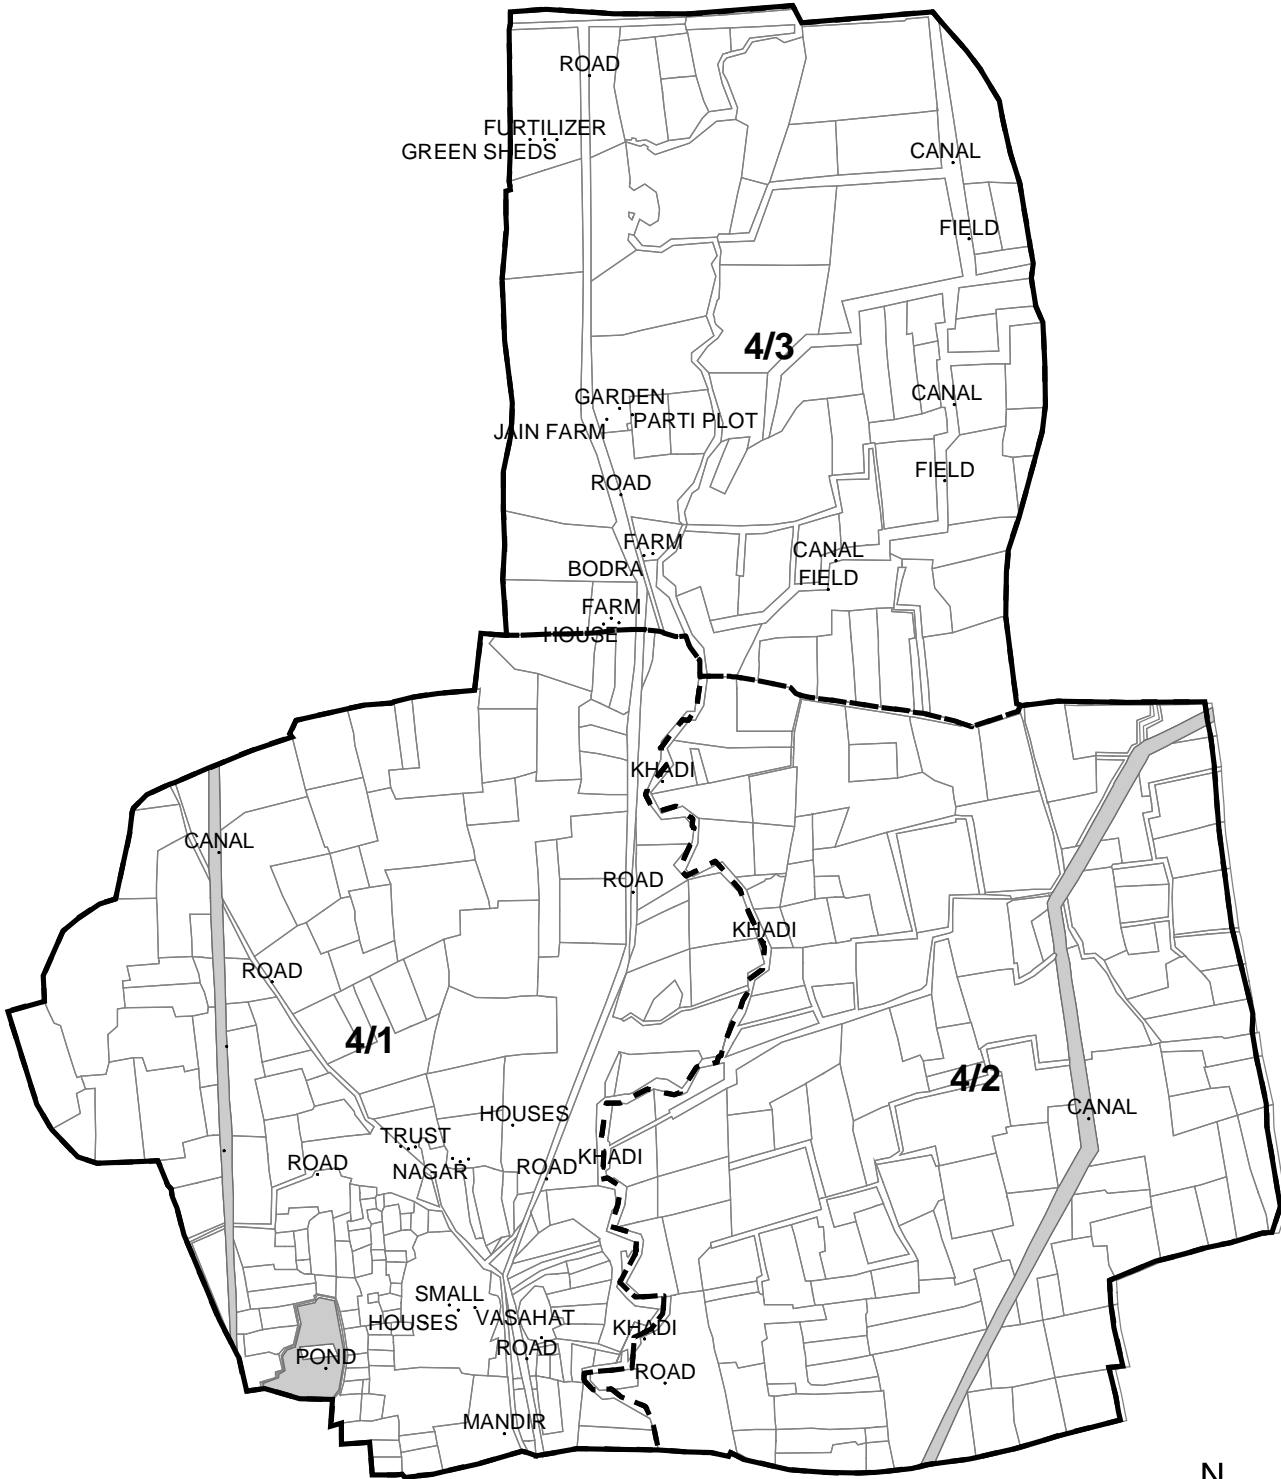 ROAD
FURTILIZER
GREEN SHEDS
CANAL
FIELD
4/3
GARDEN
CANAL
PARTI PLOT
JAIN FARM
FIELD
ROAD
FARM
CANAL
BODRA
FIELD
FARM
HOUSE
KHADI
CANAL
ROAD
KHADI
ROAD
4/1
4/2
CANAL
HOUSES
TRUST
KHADI
ROAD
ROAD
NAGAR
SMALL
VASAHAT
HOUSES
KHADI
ROAD
POND
ROAD
MANDIR
N